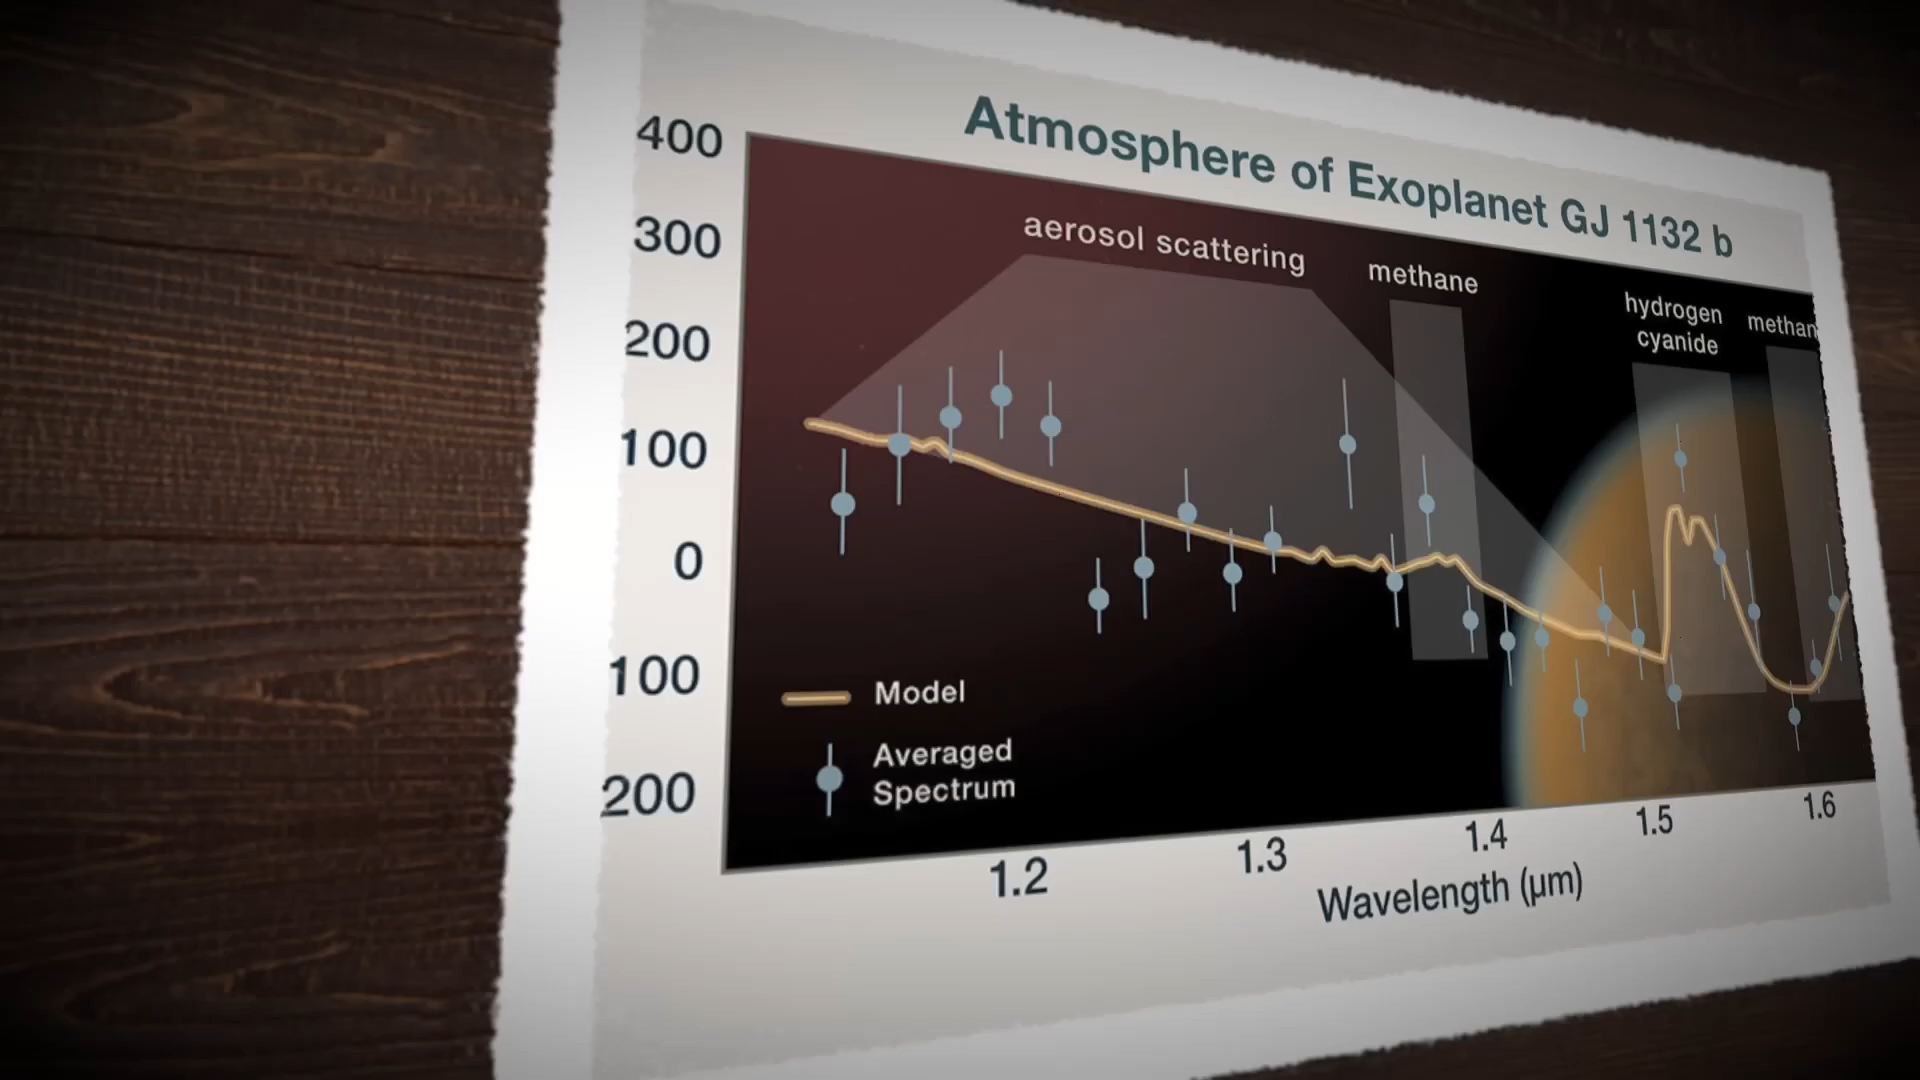 Atmosphere of Exoplanet GJ 1132 b
400
300
200
100
0
100
200
aerosol scattering
methane
hydrogen
cyanide
methan
Model
Averaged
Spectrum
1.2
1.3
1.4
1.5
1.6
Wavelength (µm)